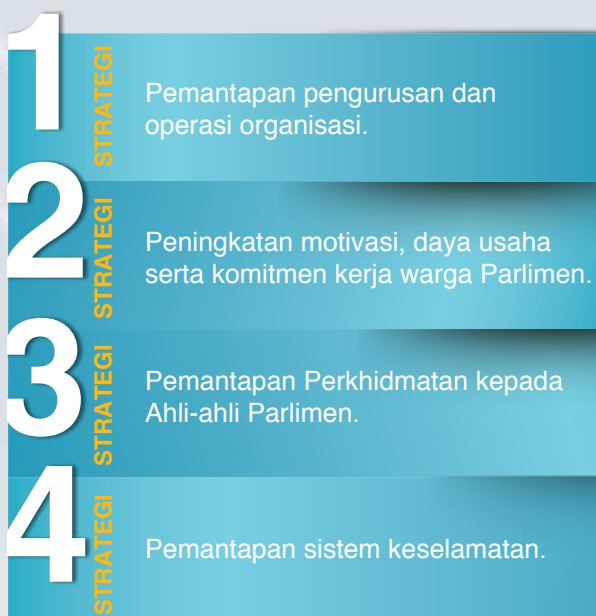 1
STRATEGI
Pemantapan pengurusan dan
operasi organisasi.
2
STRATEGI
Peningkatan motivasi, daya usaha
serta komitmen kerja warga Parlimen.
3
STRATEGI
Pemantapan Perkhidmatan kepada
Ahli-ahli Parlimen.
4
STRATEGI
Pemantapan sistem keselamatan.